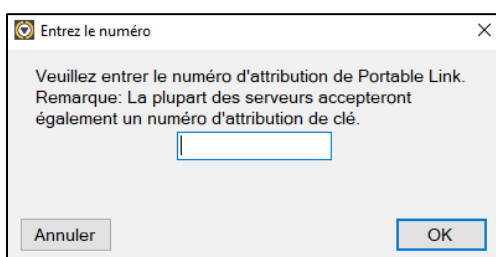 Entrez le numéro
Veuillez entrer le numéro d'attribution de Portable Link.
Remarque: La plupart des serveurs accepteront
également un numéro d'attribution de clé.
Annuler
OK